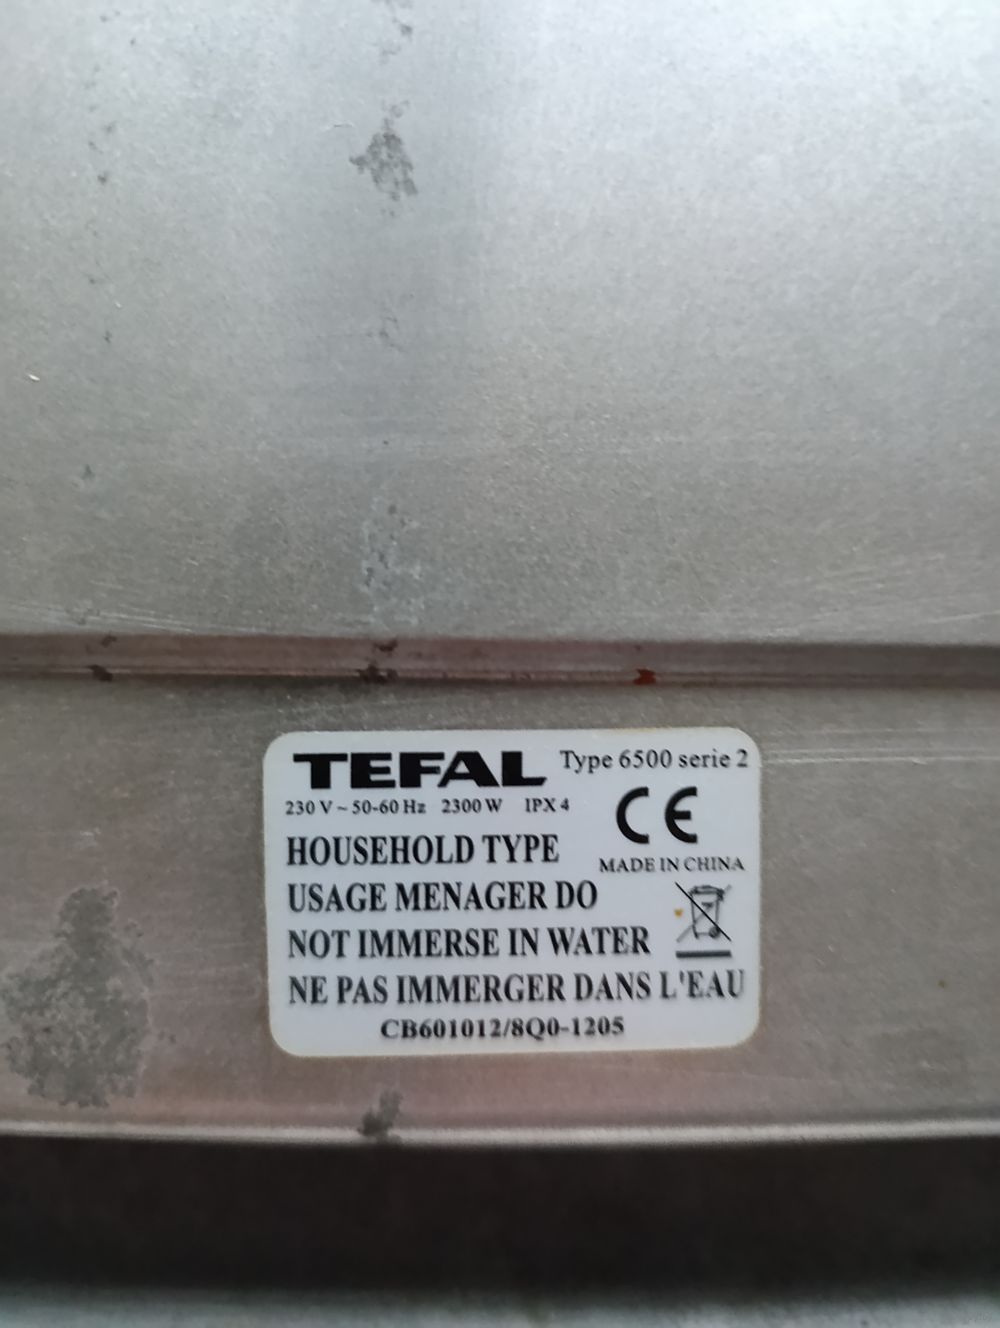 TEFAL Type 6500 serie 2
230 V ~ 50-60 Hz 2300 W IPX 4
CE
HOUSEHOLD TYPE
MADE IN CHINA
USAGE MENAGER DO
NOT IMMERSE IN WATER
NE PAS IMMERGER DANS L'EAU
CB601012/8Q0-1205